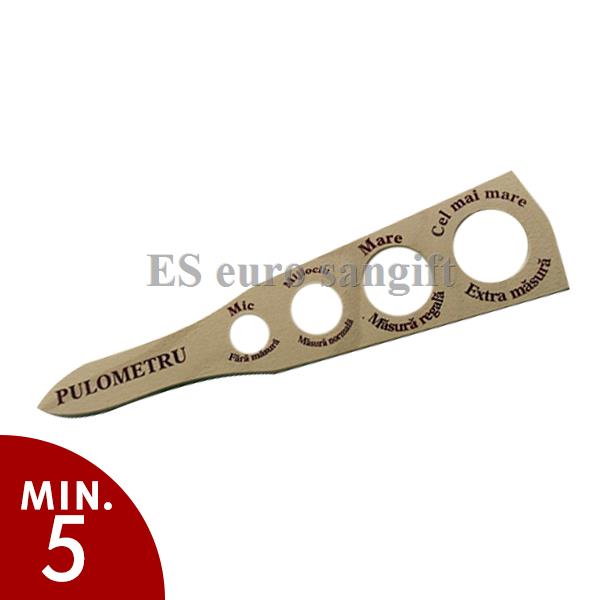 Cel mai mare
Extra măsură
Mare
Măsură regală
Mijlociu
Măsură normală
Mic
Fără măsură
PULOMETRU
ES euro sangift
MIN.
5